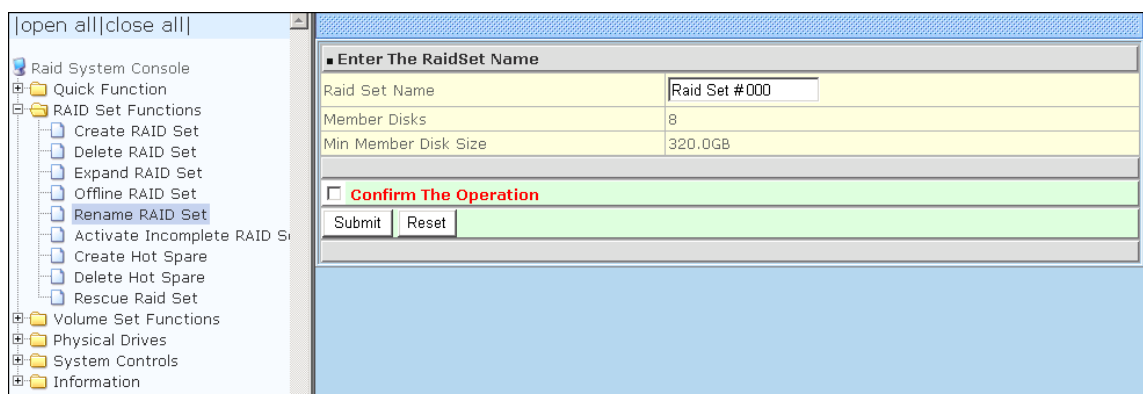 |open all|close all|
Raid System Console
Quick Function
RAID Set Functions
Create RAID Set
Delete RAID Set
Expand RAID Set
Offline RAID Set
Rename RAID Set
Activate Incomplete RAID S
Create Hot Spare
Delete Hot Spare
Rescue Raid Set
Volume Set Functions
Physical Drives
System Controls
Information
Enter The RaidSet Name
Raid Set Name Raid Set #000
Member Disks 8
Min Member Disk Size 320.0GB
Confirm The Operation
Submit Reset